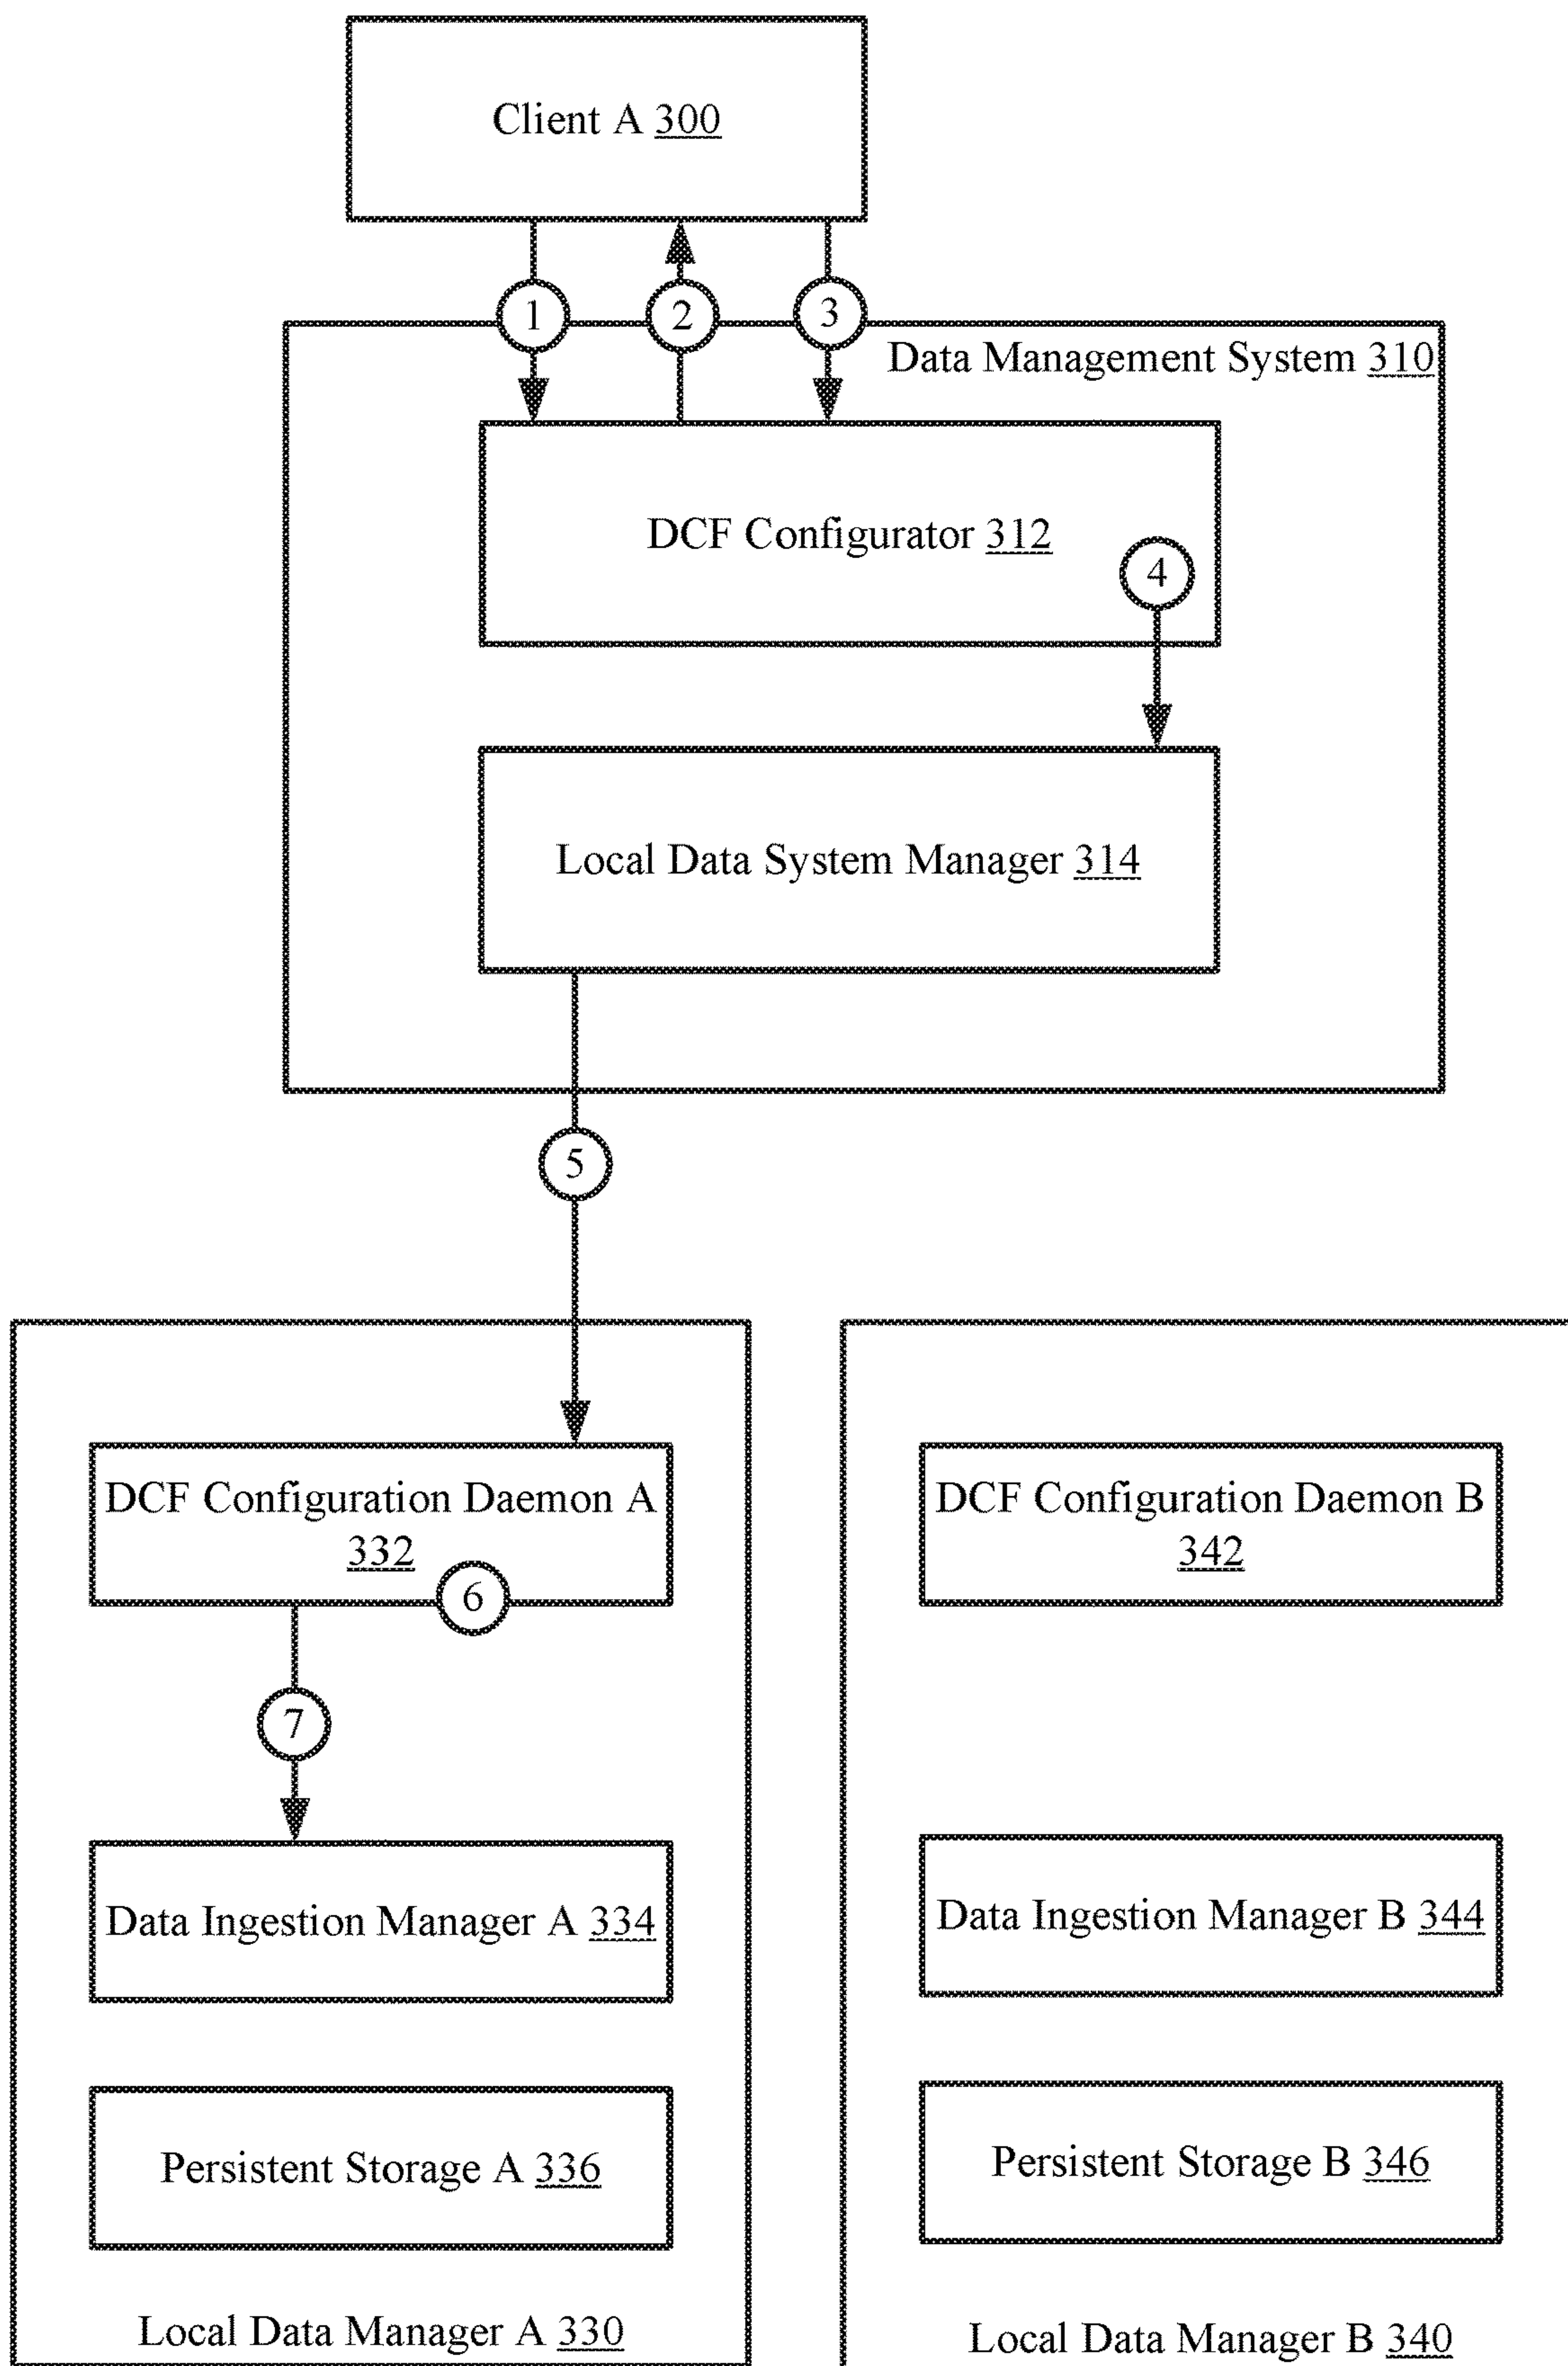 Client A 300
1
2
3
Data Management System 310
DCF Configurator 312
4
Local Data System Manager 314
5
DCF Configuration Daemon A
332
6
7
Data Ingestion Manager A 334
Persistent Storage A 336
Local Data Manager A 330
DCF Configuration Daemon B
342
Data Ingestion Manager B 344
Persistent Storage B 346
Local Data Manager B 340